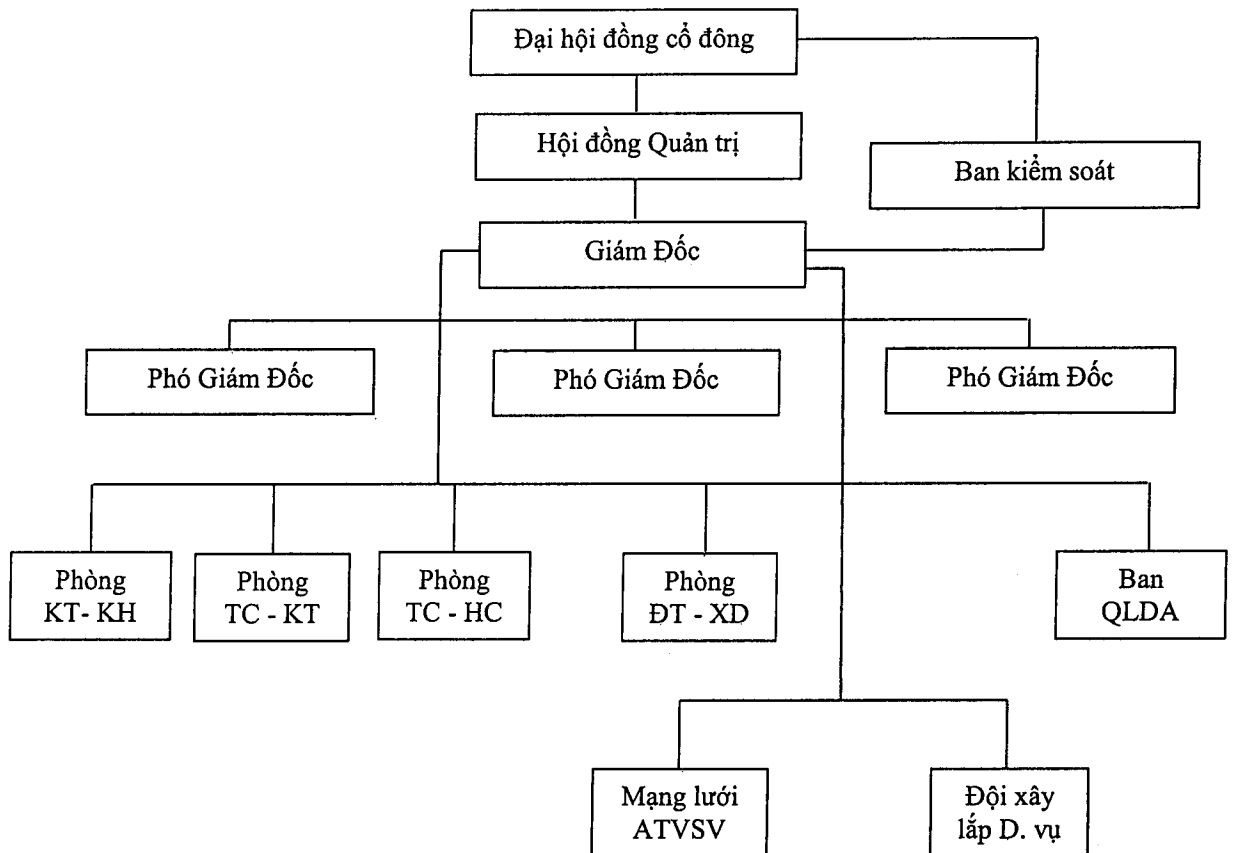 Đại hội đồng cổ đông
Hội đồng Quản trị
Ban kiểm soát
Giám Đốc
Phó Giám Đốc
Phó Giám Đốc
Phó Giám Đốc
Phòng
KT- KH
Phòng
TC - KT
Phòng
TC - HC
Phòng
ĐT - XD
Ban
QLDA
Mạng lưới
ATVSV
Đội xây
lắp D. vụ